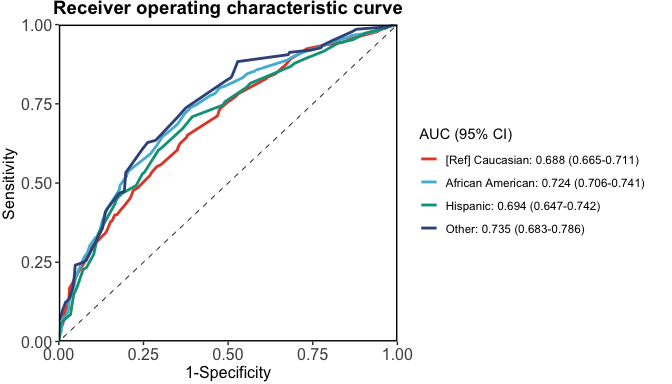 Receiver operating characteristic curve
1.00
0.75
0.50
0.25
0.00
Sensitivity
0.00 0.25 0.50 0.75 1.00
1-Specificity
AUC (95% CI)
[Ref] Caucasian: 0.688 (0.665-0.711)
African American: 0.724 (0.706-0.741)
Hispanic: 0.694 (0.647-0.742)
Other: 0.735 (0.683-0.786)